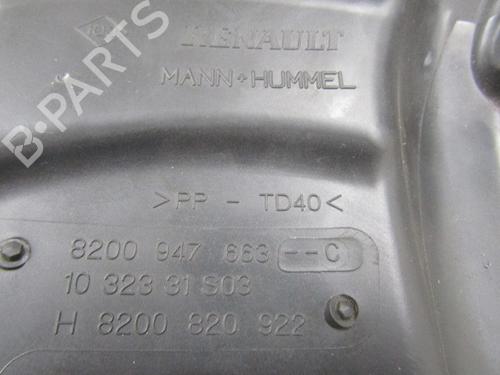 B-PARTS
RENAULT
MANN+HUMMEL
>PP - TD40<
8200 947 663 --C
10 323 31 S03
H 8200 820 922